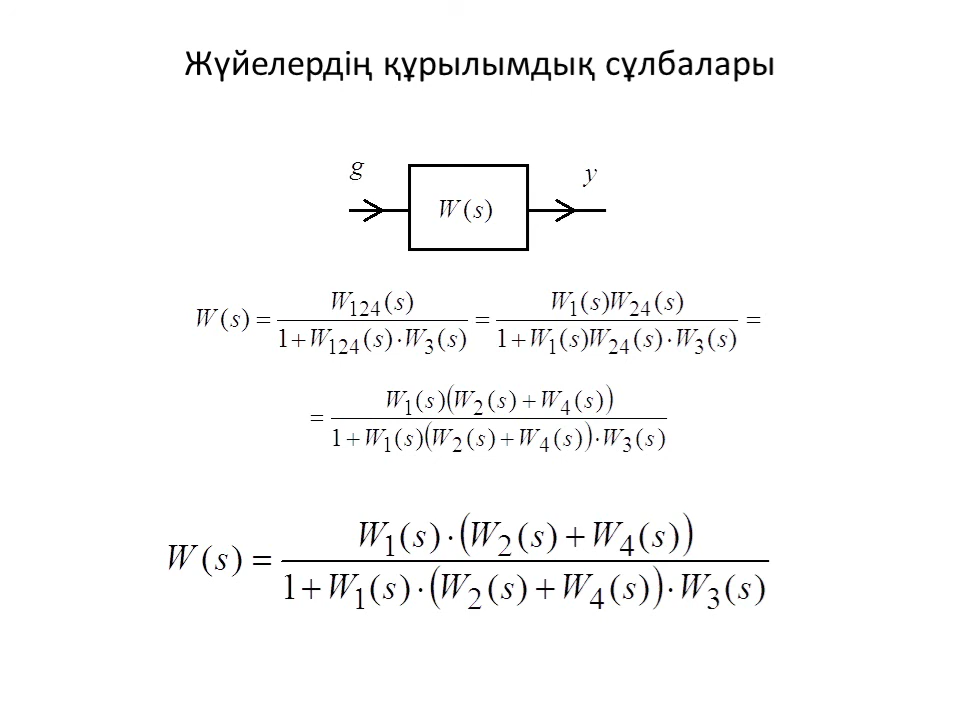 Жүйелердің құрылымдық сұлбалары
g y
W(s)
W(s) = W₁₂₄(s) / (1+W₁₂₄(s)·W₃(s)) = W₁(s)W₂₄(s) / (1+W₁(s)W₂₄(s)·W₃(s)) =
= W₁(s)(W₂(s)+W₄(s)) / (1+W₁(s)(W₂(s)+W₄(s))·W₃(s))
W(s) = W₁(s)·(W₂(s)+W₄(s)) / (1+W₁(s)·(W₂(s)+W₄(s))·W₃(s))